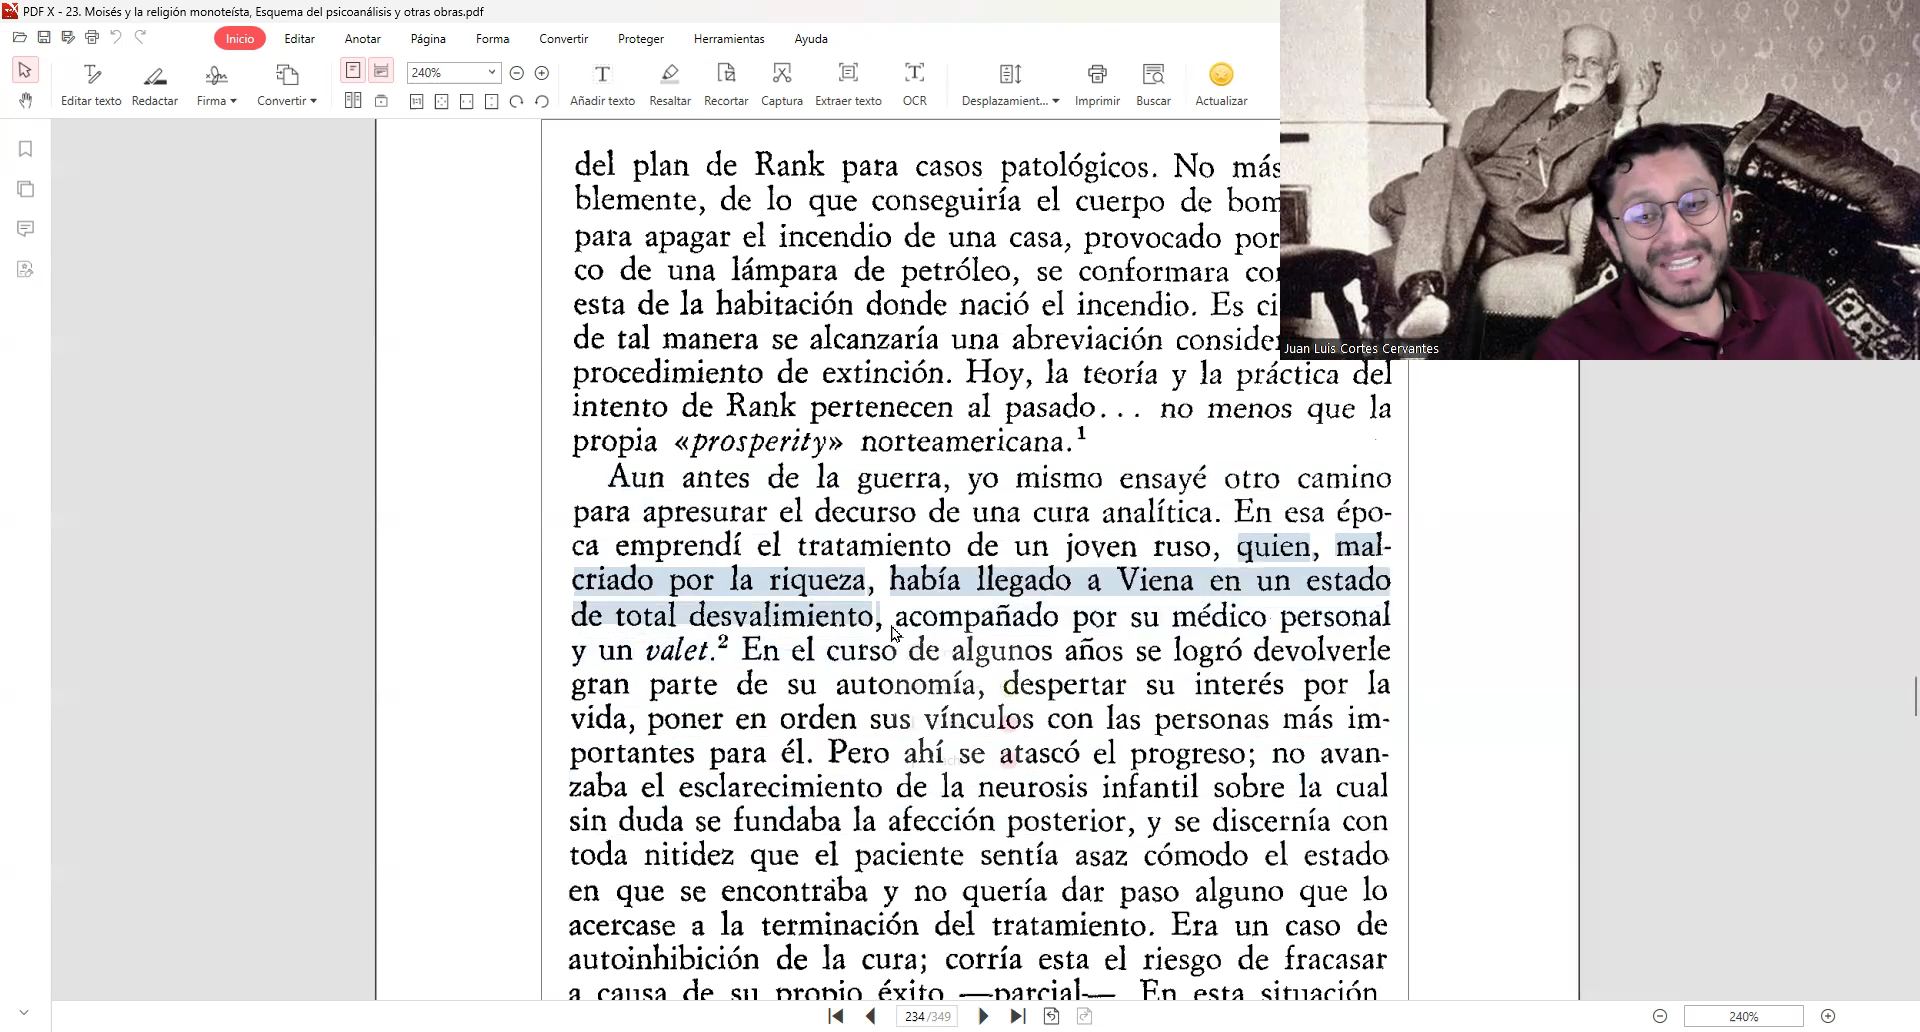 PDF X - 23. Moisés y la religión monoteísta, Esquema del psicoanálisis y otras obras.pdf
Inicio Editar Anotar Página Forma Convertir Proteger Herramientas Ayuda
240%
Editar texto Redactar Firma Convertir Añadir texto Resaltar Recortar Captura Extraer texto OCR Desplazamient... Imprimir Buscar Actualizar
del plan de Rank para casos patológicos. No más
blemente, de lo que conseguiría el cuerpo de bom
para apagar el incendio de una casa, provocado por
co de una lámpara de petróleo, se conformara co
esta de la habitación donde nació el incendio. Es ci
de tal manera se alcanzaría una abreviación conside
procedimiento de extinción. Hoy, la teoría y la práctica del
intento de Rank pertenecen al pasado... no menos que la
propia «prosperity» norteamericana.¹
Aun antes de la guerra, yo mismo ensayé otro camino
para apresurar el decurso de una cura analítica. En esa épo-
ca emprendí el tratamiento de un joven ruso, quien, mal-
criado por la riqueza, había llegado a Viena en un estado
de total desvalimiento, acompañado por su médico personal
y un valet.² En el curso de algunos años se logró devolverle
gran parte de su autonomía, despertar su interés por la
vida, poner en orden sus vínculos con las personas más im-
portantes para él. Pero ahí se atascó el progreso; no avan-
zaba el esclarecimiento de la neurosis infantil sobre la cual
sin duda se fundaba la afección posterior, y se discernía con
toda nitidez que el paciente sentía asaz cómodo el estado
en que se encontraba y no quería dar paso alguno que lo
acercase a la terminación del tratamiento. Era un caso de
autoinhibición de la cura; corría esta el riesgo de fracasar
a causa de su propio éxito —parcial—. En esta situación
Juan Luis Cortes Cervantes
234 /349
240%